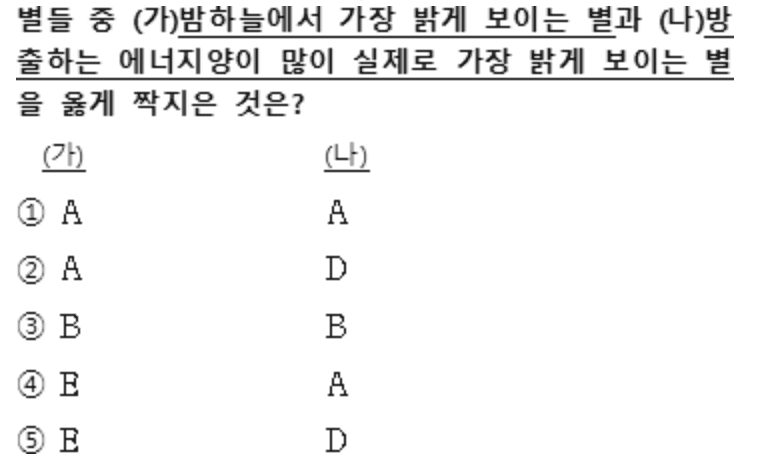 별들 중 (가)밤하늘에서 가장 밝게 보이는 별과 (나)방
출하는 에너지양이 많이 실제로 가장 밝게 보이는 별
을 옳게 짝지은 것은?
(가) (나)
① A A
② A D
③ B B
④ E A
⑤ E D